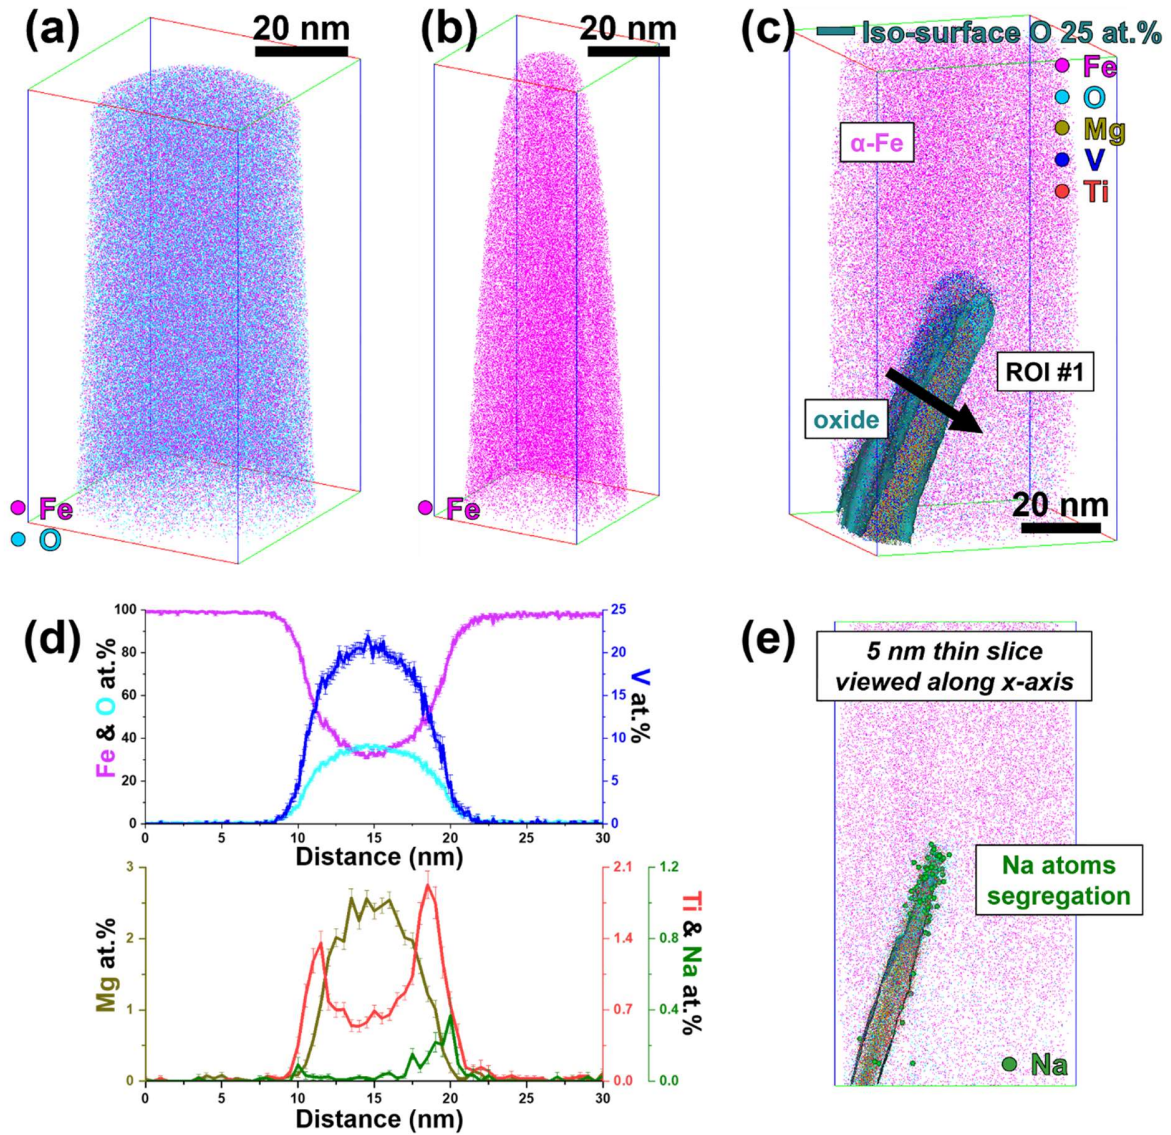 (a)
20 nm
Fe
O
(b)
20 nm
Fe
(c)
Iso-surface O 25 at.%
Fe
O
Mg
V
Ti
α-Fe
ROI #1
oxide
20 nm
(d)
Fe & O at.%
100
80
60
40
20
0
V at.%
25
20
15
10
5
0
0 5 10 15 20 25 30
Distance (nm)
Mg at.%
3
2
1
0
2.1
1.4
0.7
0.0
1.2
0.8
0.4
0.0
Ti & Na at.%
0 5 10 15 20 25 30
Distance (nm)
(e)
5 nm thin slice
viewed along x-axis
Na atoms
segregation
Na